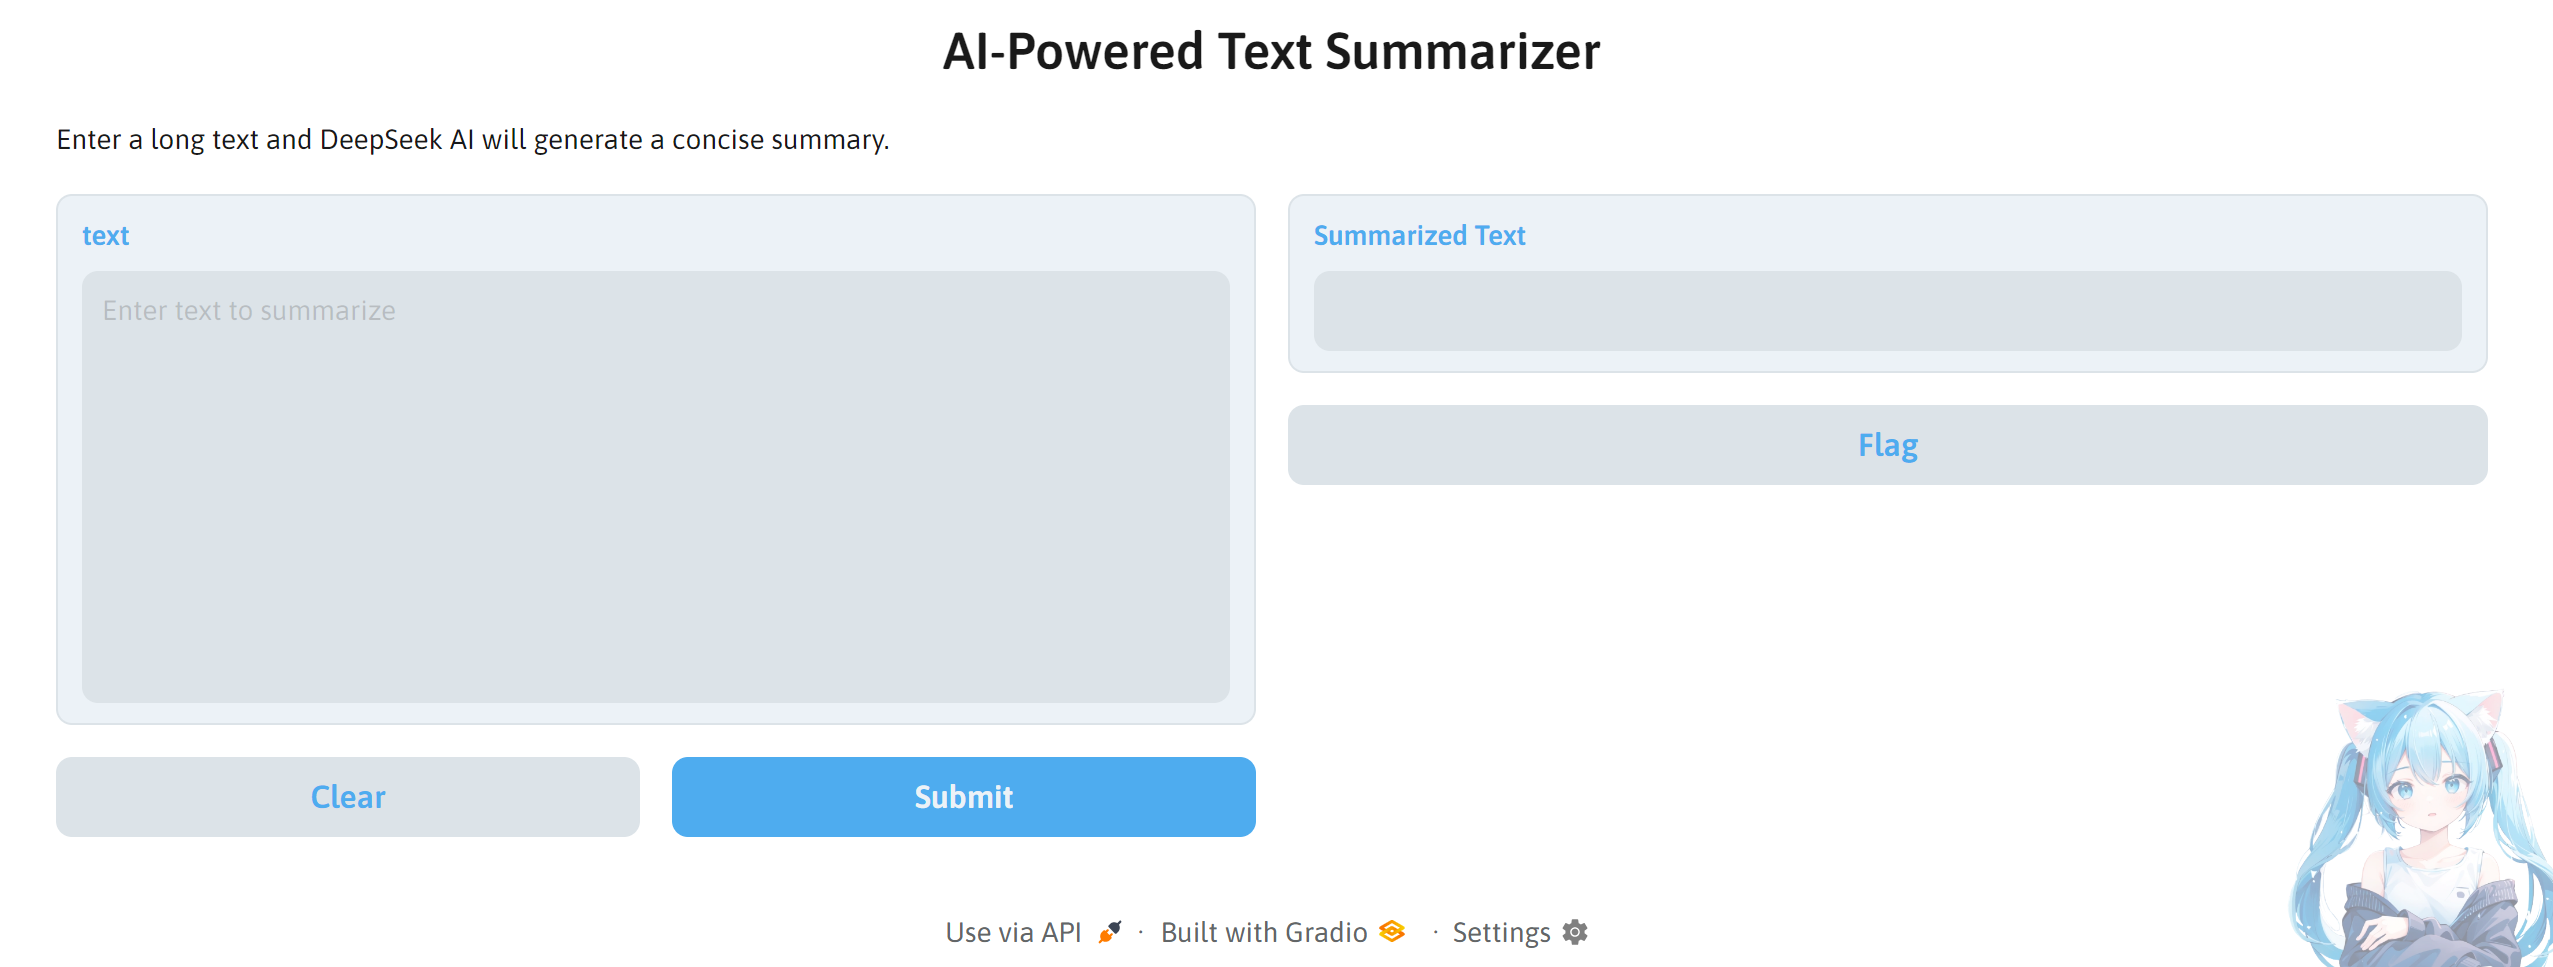 AI-Powered Text Summarizer
Enter a long text and DeepSeek AI will generate a concise summary.
text
Enter text to summarize
Clear
Submit
Summarized Text
Flag
Use via API · Built with Gradio · Settings